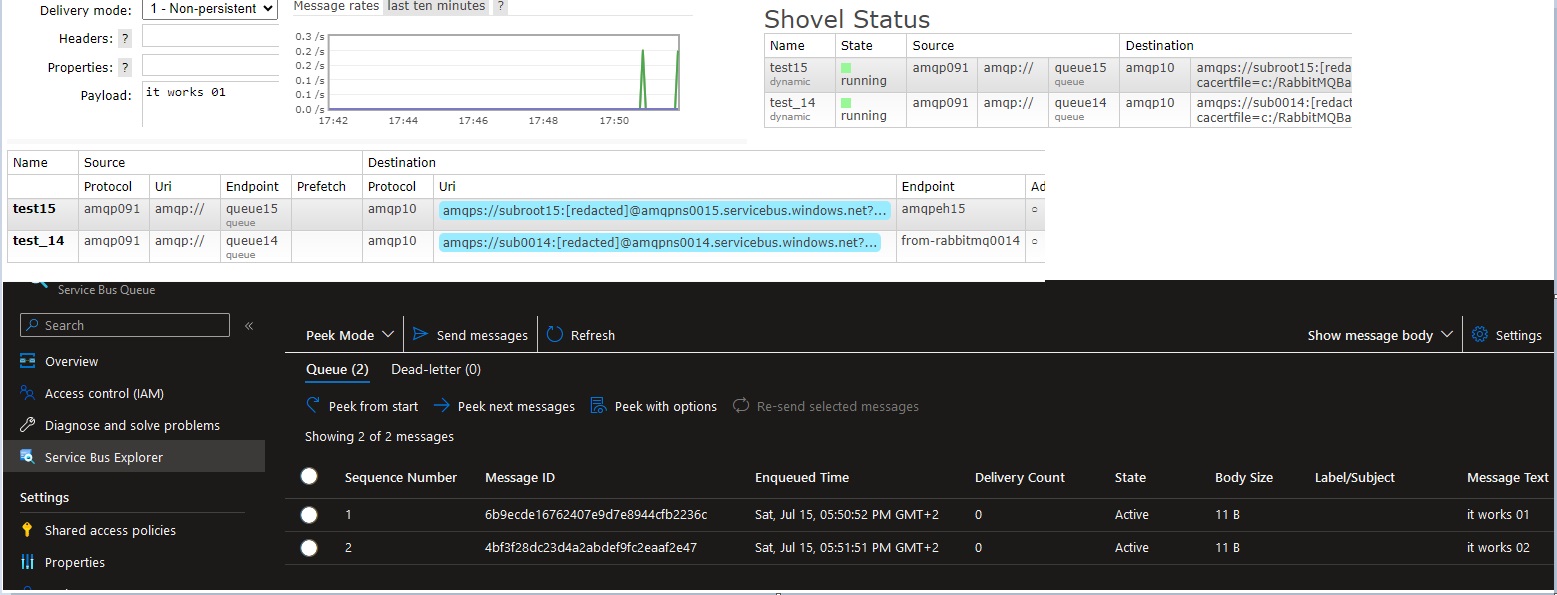 Delivery mode: 1 - Non-persistent
Headers: ?
Properties: ?
Payload: it works 01
Message rates last ten minutes ?
0.3 /s
0.2 /s
0.2 /s
0.1 /s
0.1 /s
0.0 /s
17:42 17:44 17:46 17:48 17:50
Shovel Status
Name State Source Destination
test15 running amqp091 amqp:// queue15 amqp10 amqps://subroot15:[reda
dynamic queue cacertfile=c:/RabbitMQBa
test_14 running amqp091 amqp:// queue14 amqp10 amqps://sub0014:[redact
dynamic queue cacertfile=c:/RabbitMQBa
Name Source Destination
Protocol Uri Endpoint Prefetch Protocol Uri Endpoint Ad
test15 amqp091 amqp:// queue15 amqp10 amqps://subroot15:[redacted]@amqpns0015.servicebus.windows.net?... amqpeh15
queue
test_14 amqp091 amqp:// queue14 amqp10 amqps://sub0014:[redacted]@amqpns0014.servicebus.windows.net?... from-rabbitmq0014
queue
Service Bus Queue
Search «
Overview
Access control (IAM)
Diagnose and solve problems
Service Bus Explorer
Settings
Shared access policies
Properties
Peek Mode Send messages Refresh Show message body Settings
Queue (2) Dead-letter (0)
Peek from start Peek next messages Peek with options Re-send selected messages
Showing 2 of 2 messages
Sequence Number Message ID Enqueued Time Delivery Count State Body Size Label/Subject Message Text
1 6b9ecde16762407e9d7e8944cfb2236c Sat, Jul 15, 05:50:52 PM GMT+2 0 Active 11 B it works 01
2 4bf3f28dc23d4a2abdef9fc2eaaf2e47 Sat, Jul 15, 05:51:51 PM GMT+2 0 Active 11 B it works 02